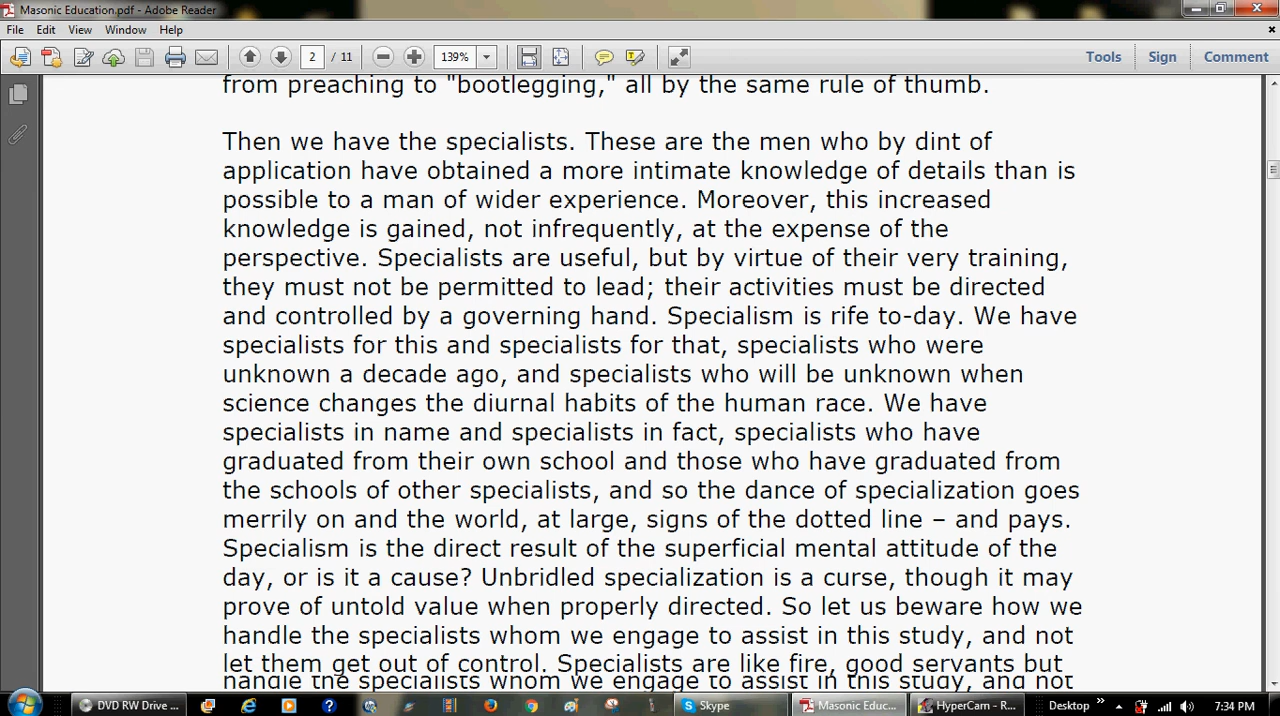 Masonic Education.pdf - Adobe Reader
File Edit View Window Help
2 / 11 139% Tools Sign Comment
from preaching to "bootlegging," all by the same rule of thumb.
Then we have the specialists. These are the men who by dint of
application have obtained a more intimate knowledge of details than is
possible to a man of wider experience. Moreover, this increased
knowledge is gained, not infrequently, at the expense of the
perspective. Specialists are useful, but by virtue of their very training,
they must not be permitted to lead; their activities must be directed
and controlled by a governing hand. Specialism is rife to-day. We have
specialists for this and specialists for that, specialists who were
unknown a decade ago, and specialists who will be unknown when
science changes the diurnal habits of the human race. We have
specialists in name and specialists in fact, specialists who have
graduated from their own school and those who have graduated from
the schools of other specialists, and so the dance of specialization goes
merrily on and the world, at large, signs of the dotted line – and pays.
Specialism is the direct result of the superficial mental attitude of the
day, or is it a cause? Unbridled specialization is a curse, though it may
prove of untold value when properly directed. So let us beware how we
handle the specialists whom we engage to assist in this study, and not
let them get out of control. Specialists are like fire, good servants but
handle the specialists whom we engage to assist in this study, and not
DVD RW Drive ... Skype Masonic Educ... HyperCam - R... Desktop 7:34 PM